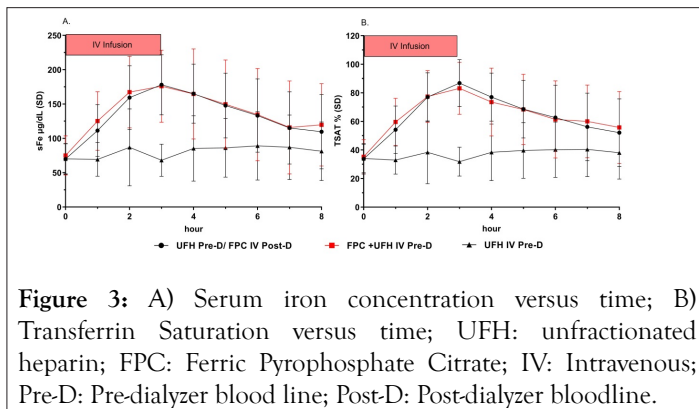 A.
B.
IV Infusion
IV Infusion
sFe µg/dL (SD)
250
200
150
100
50
0
0 2 4 6 8
hour
TSAT % (SD)
120
100
80
60
40
20
0
0 2 4 6 8
hour
UFH Pre-D/ FPC IV Post-D
FPC +UFH IV Pre-D
UFH IV Pre-D
Figure 3: A) Serum iron concentration versus time; B)
Transferrin Saturation versus time; UFH: unfractionated
heparin; FPC: Ferric Pyrophosphate Citrate; IV: Intravenous;
Pre-D: Pre-dialyzer blood line; Post-D: Post-dialyzer bloodline.